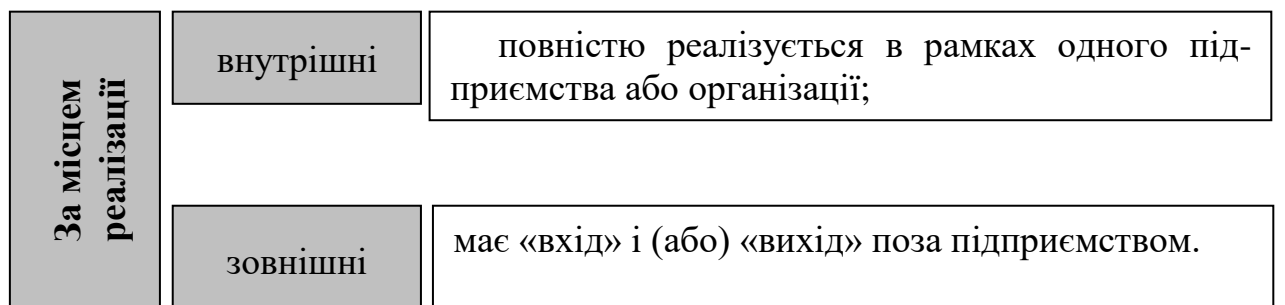 За місцем
реалізації
внутрішні
повністю реалізується в рамках одного під-
приємства або організації;
зовнішні
має «вхід» і (або) «вихід» поза підприємством.